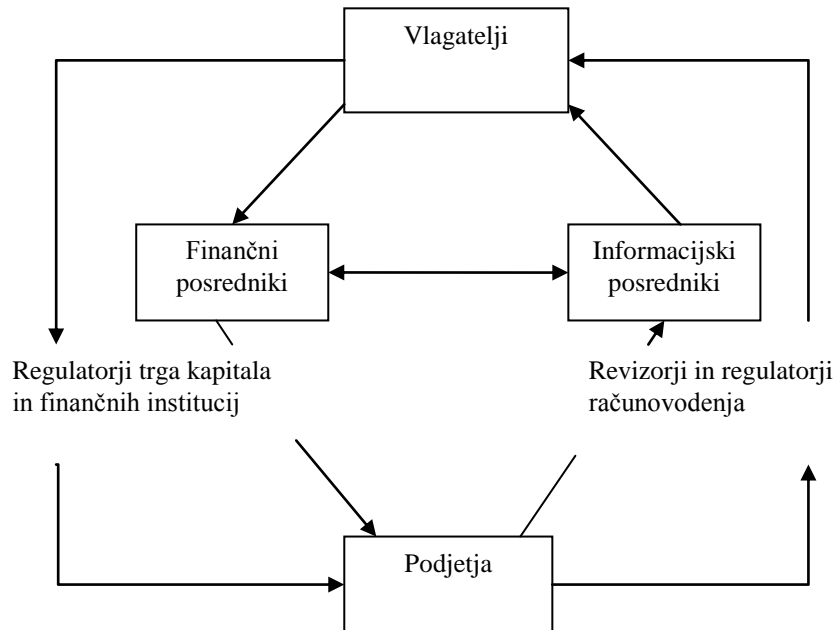 Vlagatelji
Finančni
posredniki
Informacijski
posredniki
Regulatorji trga kapitala
in finančnih institucij
Revizorji in regulatorji
računovodenja
Podjetja